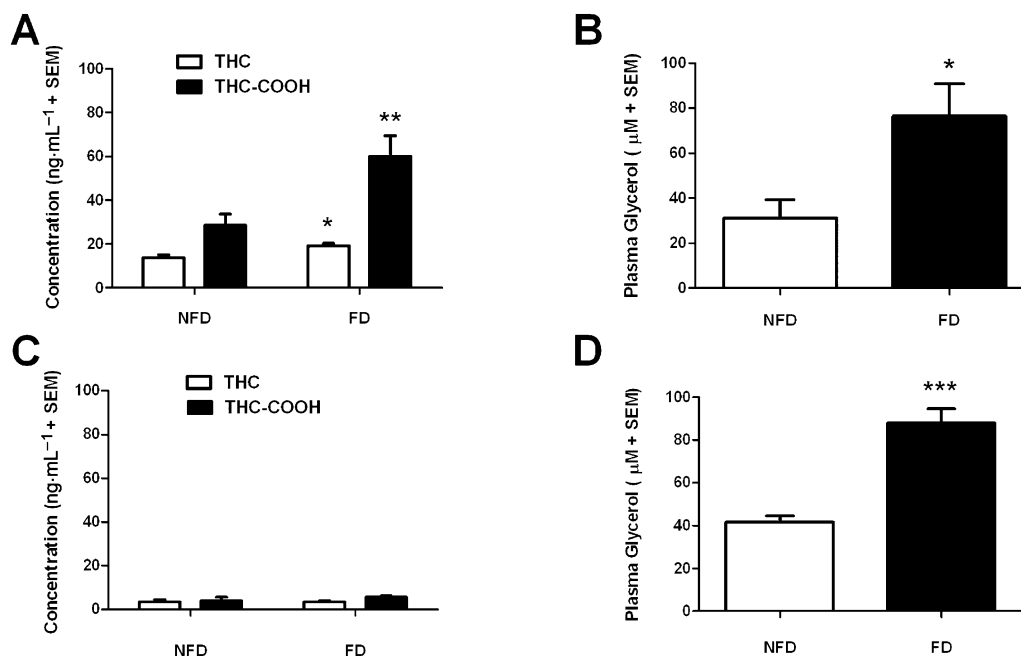 A
Concentration (ng·mL⁻¹ + SEM)
THC
THC-COOH
100
80
60
40
20
0
*
**
NFD
FD
B
Plasma Glycerol ( μM + SEM)
100
80
60
40
20
0
*
NFD
FD
C
Concentration (ng·mL⁻¹ + SEM)
THC
THC-COOH
100
80
60
40
20
0
NFD
FD
D
Plasma Glycerol ( μM + SEM)
100
80
60
40
20
0
***
NFD
FD